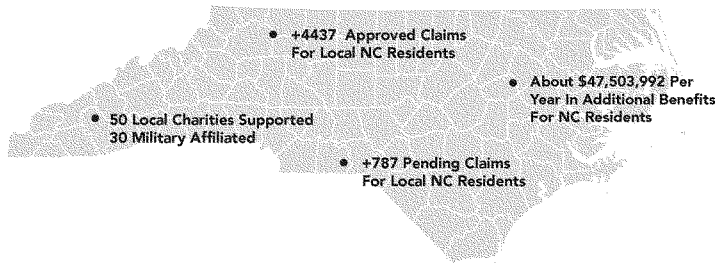 +4437 Approved Claims
For Local NC Residents
About $47,503,992 Per
Year In Additional Benefits
For NC Residents
50 Local Charities Supported
30 Military Affiliated
+787 Pending Claims
For Local NC Residents